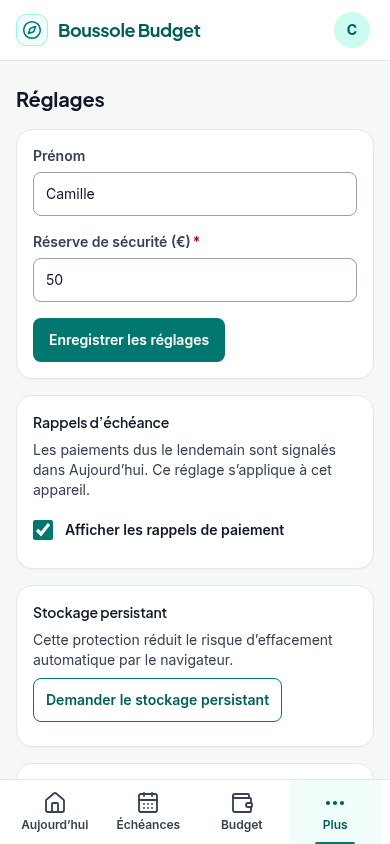 Boussole Budget
C
Réglages
Prénom
Camille
Réserve de sécurité (€) *
50
Enregistrer les réglages
Rappels d’échéance
Les paiements dus le lendemain sont signalés
dans Aujourd’hui. Ce réglage s’applique à cet
appareil.
Afficher les rappels de paiement
Stockage persistant
Cette protection réduit le risque d’effacement
automatique par le navigateur.
Demander le stockage persistant
Aujourd’hui
Échéances
Budget
Plus